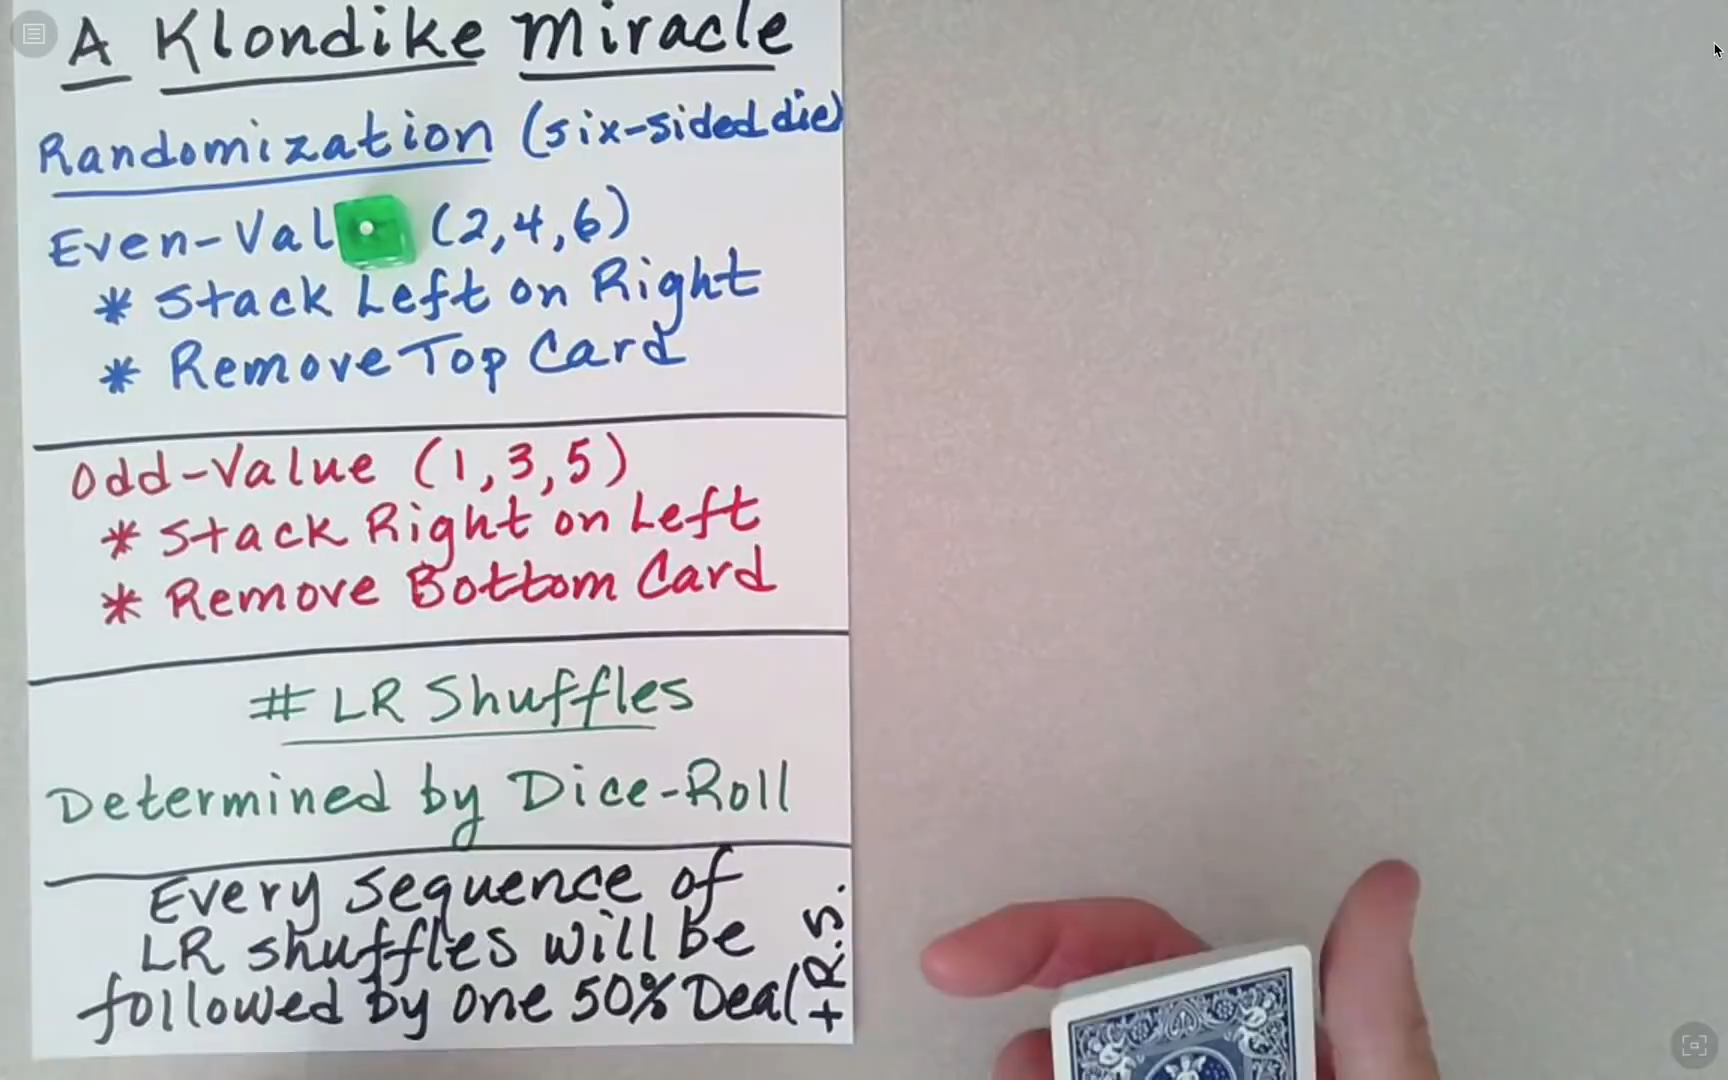 A Klondike Miracle
Randomization (six-sided die)
Even-Val (2,4,6)
* Stack Left on Right
* Remove Top Card
Odd-Value (1,3,5)
* Stack Right on Left
* Remove Bottom Card
# LR Shuffles
Determined by Dice-Roll
Every sequence of
LR shuffles will be
followed by one 50% Deal
+R.S.